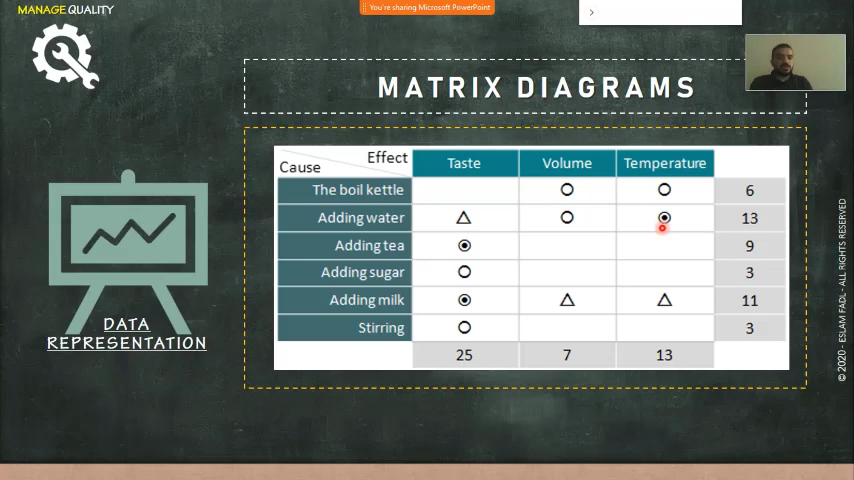 MANAGE QUALITY
You're sharing Microsoft PowerPoint
MATRIX DIAGRAMS
Effect
Cause
Taste Volume Temperature
The boil kettle 6
Adding water 13
Adding tea 9
Adding sugar 3
Adding milk 11
Stirring 3
25 7 13
DATA
REPRESENTATION
© 2020 - ESLAM FADL - ALL RIGHTS RESERVED